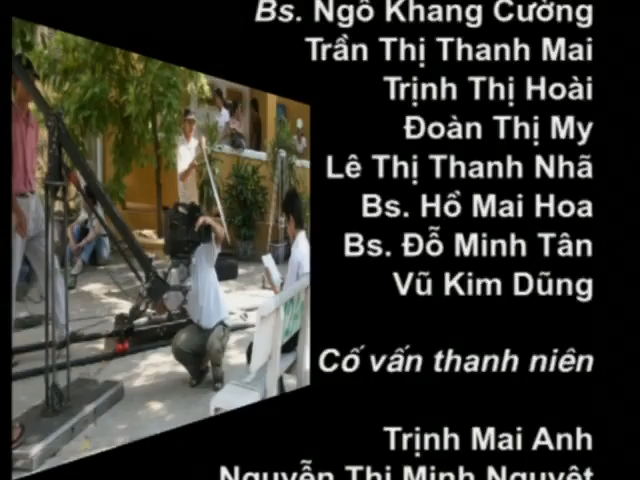 Bs. Ngô Khang Cường
Trần Thị Thanh Mai
Trịnh Thị Hoài
Đoàn Thị My
Lê Thị Thanh Nhã
Bs. Hồ Mai Hoa
Bs. Đỗ Minh Tân
Vũ Kim Dũng
Cố vấn thanh niên
Trịnh Mai Anh
Nguyễn Thị Minh Nguyệt